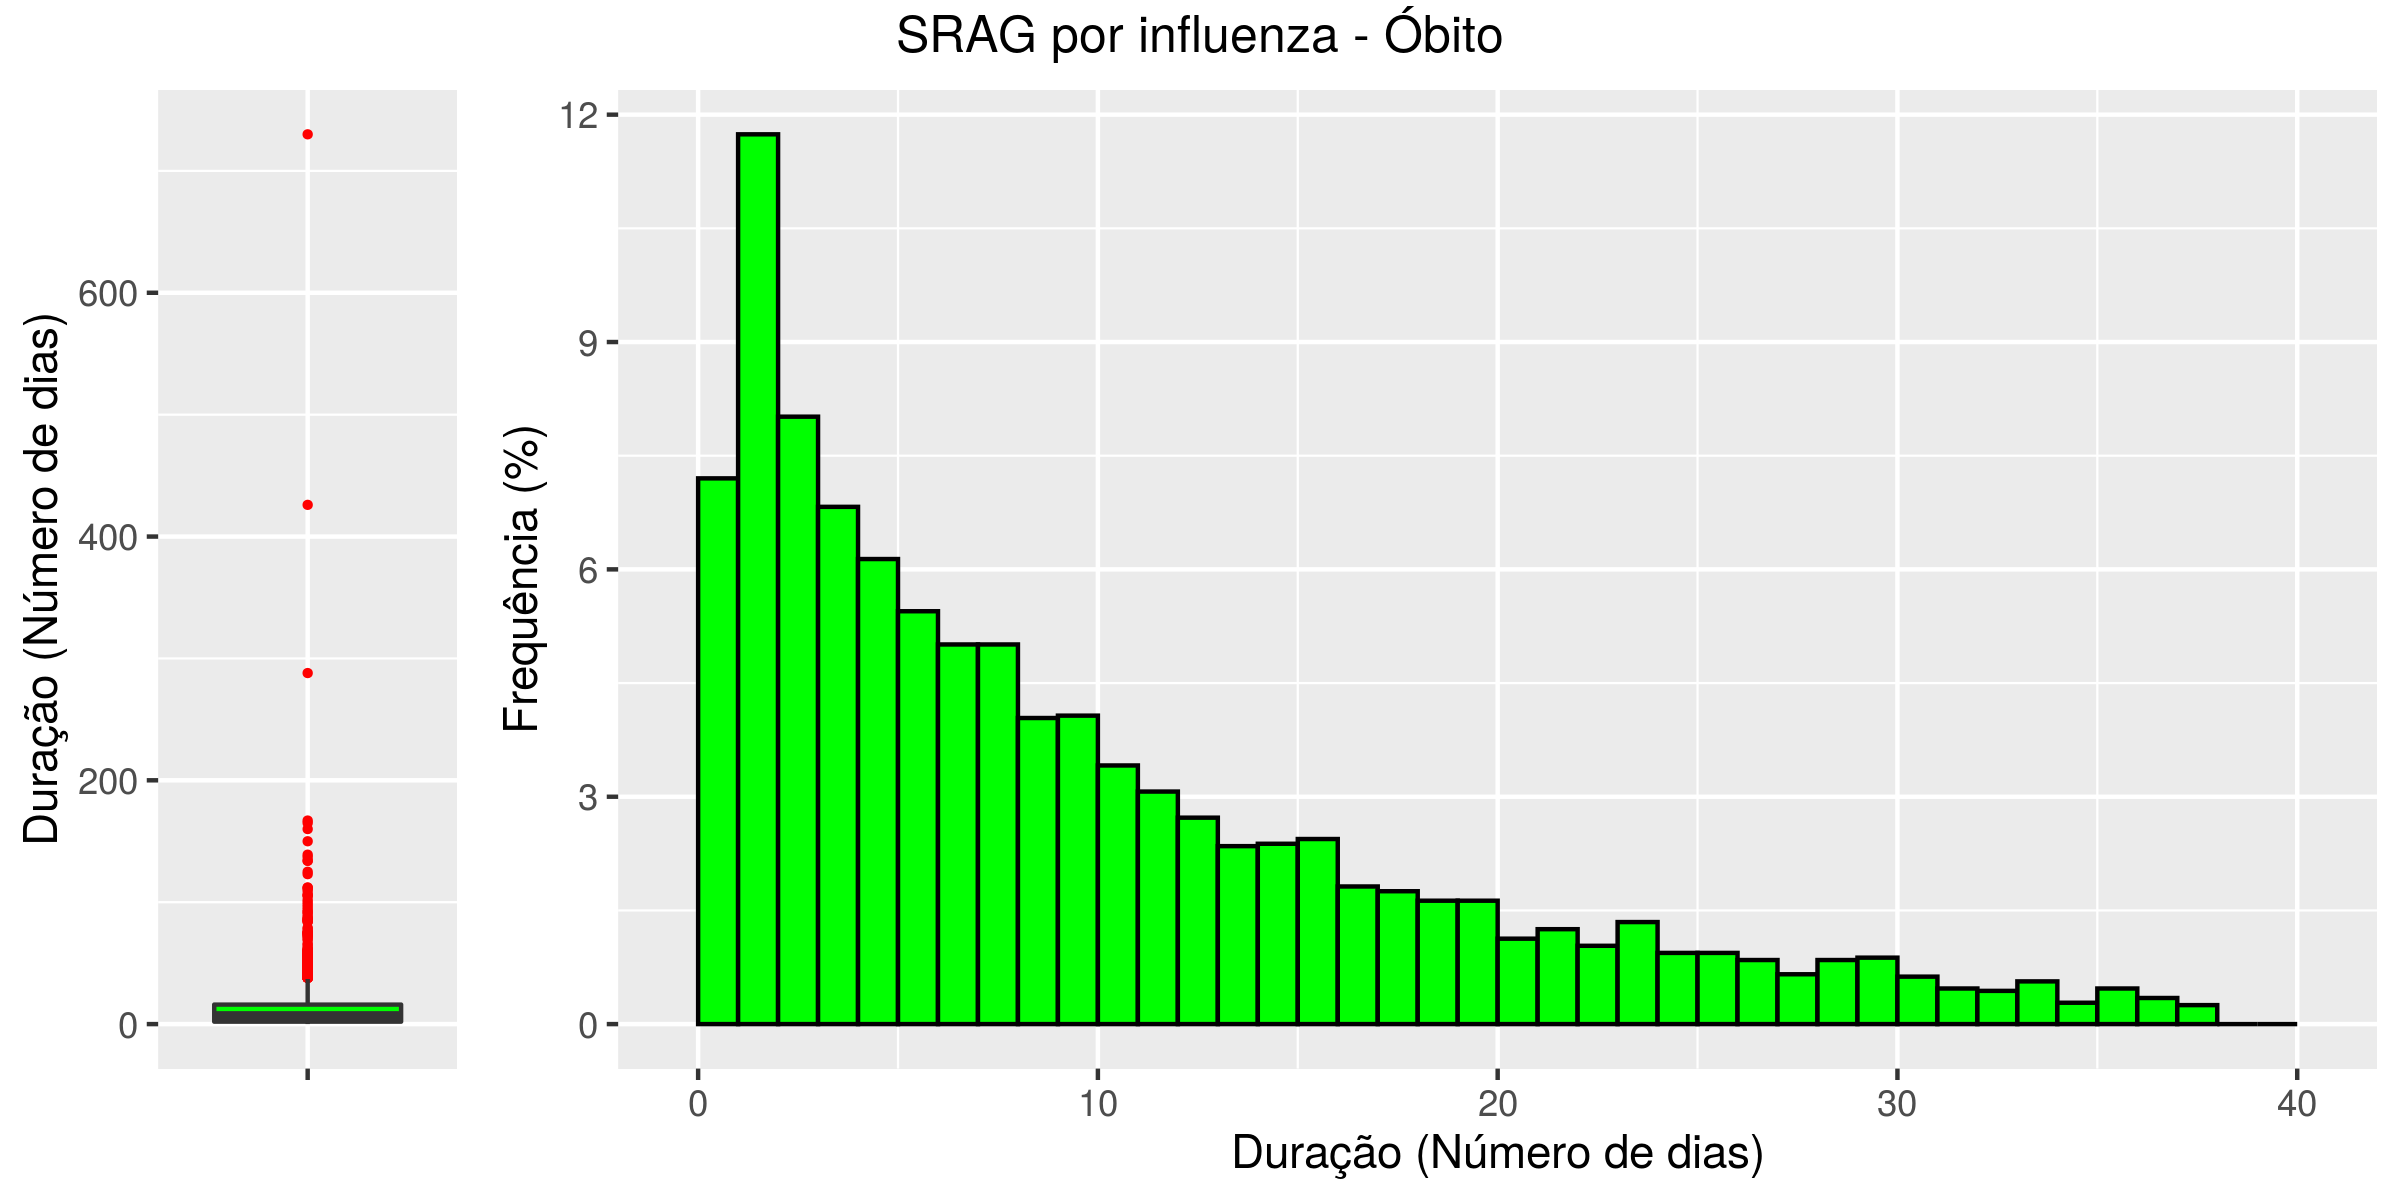 SRAG por influenza - Óbito
Duração (Número de dias)
600
400
200
0
Frequência (%)
12
9
6
3
0
0 10 20 30 40
Duração (Número de dias)